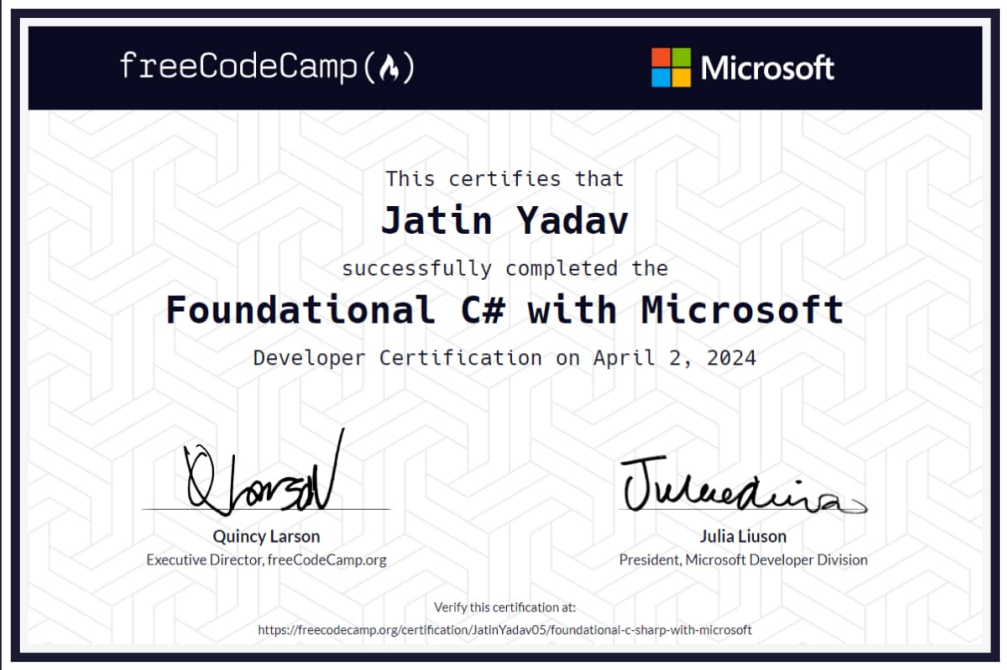 freeCodeCamp(🔥)
Microsoft
This certifies that
Jatin Yadav
successfully completed the
Foundational C# with Microsoft
Developer Certification on April 2, 2024
QLarson
Quincy Larson
Executive Director, freeCodeCamp.org
Julia Liuson
President, Microsoft Developer Division
Verify this certification at:
https://freecodecamp.org/certification/JatinYadav05/foundational-c-sharp-with-microsoft